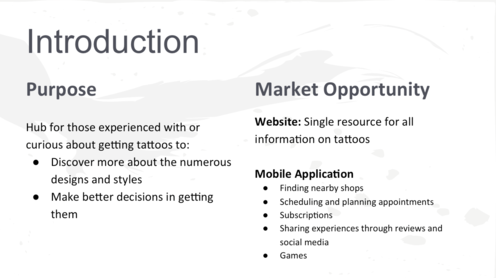 Introduction
Purpose
Hub for those experienced with or
curious about getting tattoos to:
● Discover more about the numerous
designs and styles
● Make better decisions in getting
them
Market Opportunity
Website: Single resource for all
information on tattoos
Mobile Application
● Finding nearby shops
● Scheduling and planning appointments
● Subscriptions
● Sharing experiences through reviews and
social media
● Games